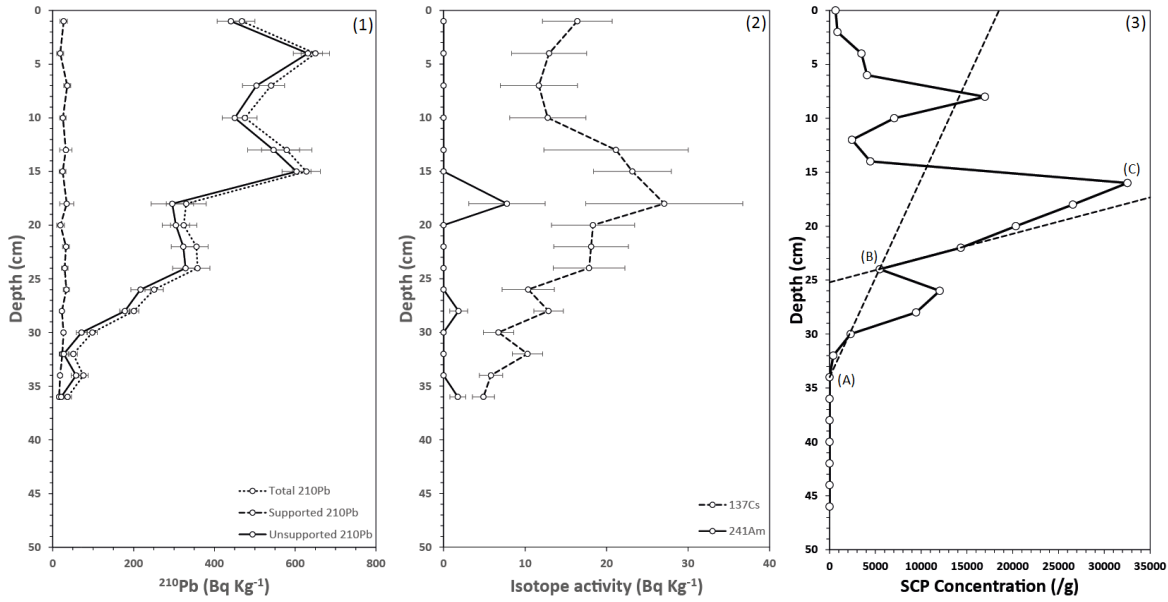 (1)
0
5
10
15
20
25
30
35
40
45
50
Depth (cm)
Total 210Pb
Supported 210Pb
Unsupported 210Pb
0 200 400 600 800
²¹⁰Pb (Bq Kg⁻¹)
(2)
0
5
10
15
20
25
30
35
40
45
50
Depth (cm)
137Cs
241Am
0 10 20 30 40
Isotope activity (Bq Kg⁻¹)
(3)
0
5
10
15
20
25
30
35
40
45
50
Depth (cm)
(C)
(B)
(A)
0 5000 10000 15000 20000 25000 30000 35000
SCP Concentration (/g)